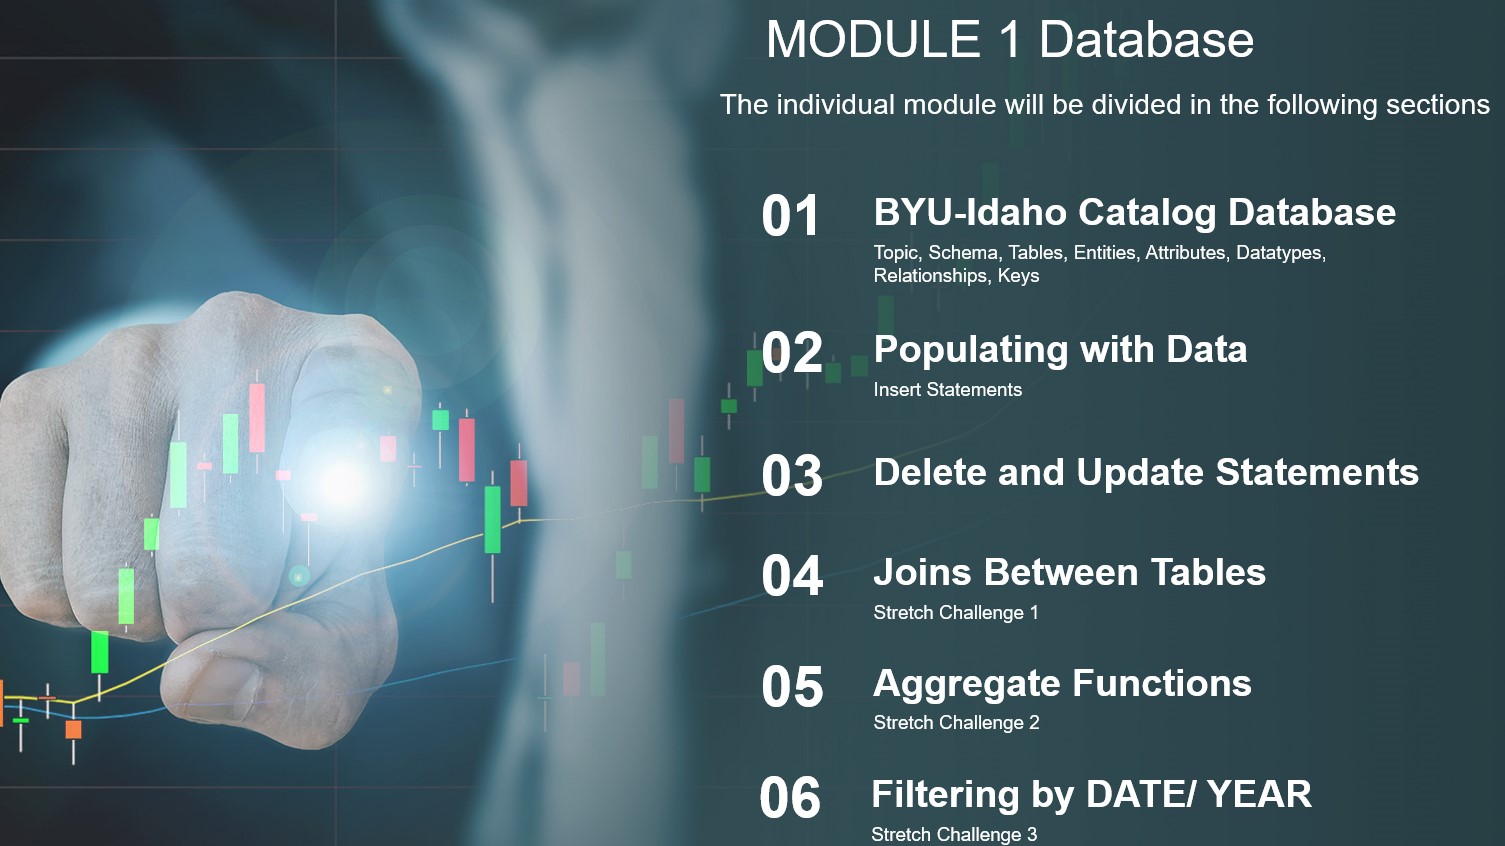 MODULE 1 Database
The individual module will be divided in the following sections
01
BYU-Idaho Catalog Database
Topic, Schema, Tables, Entities, Attributes, Datatypes,
Relationships, Keys
02
Populating with Data
Insert Statements
03
Delete and Update Statements
04
Joins Between Tables
Stretch Challenge 1
05
Aggregate Functions
Stretch Challenge 2
06
Filtering by DATE/ YEAR
Stretch Challenge 3